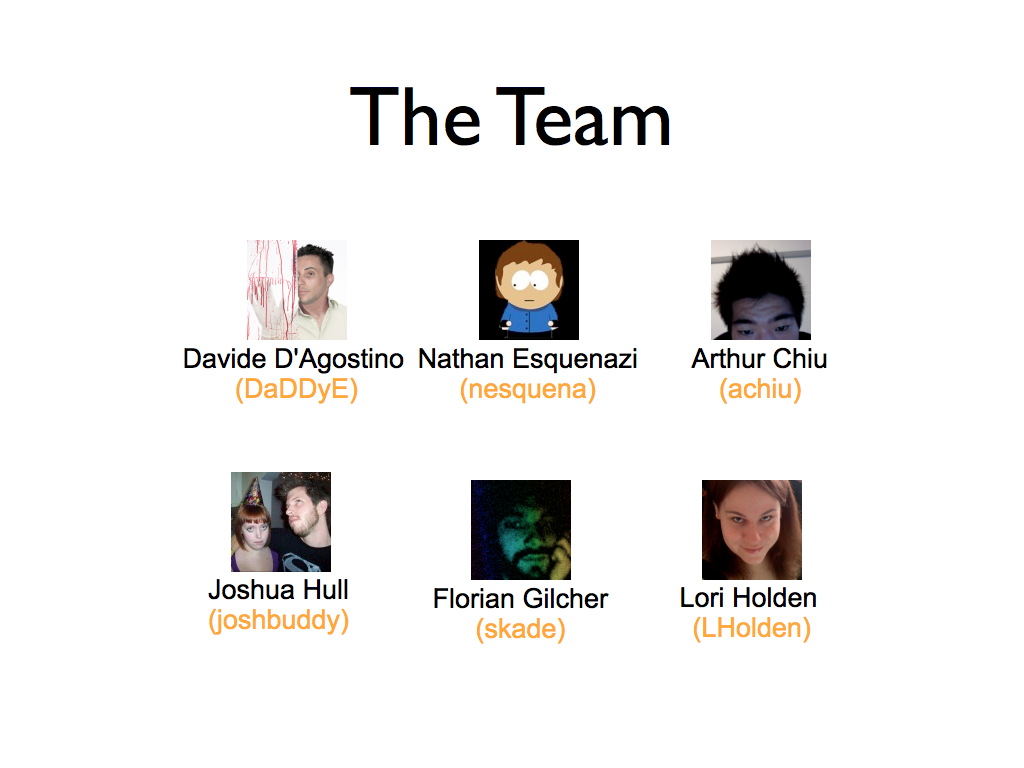 The Team
Davide D'Agostino
(DaDDyE)
Nathan Esquenazi
(nesquena)
Arthur Chiu
(achiu)
Joshua Hull
(joshbuddy)
Florian Gilcher
(skade)
Lori Holden
(LHolden)